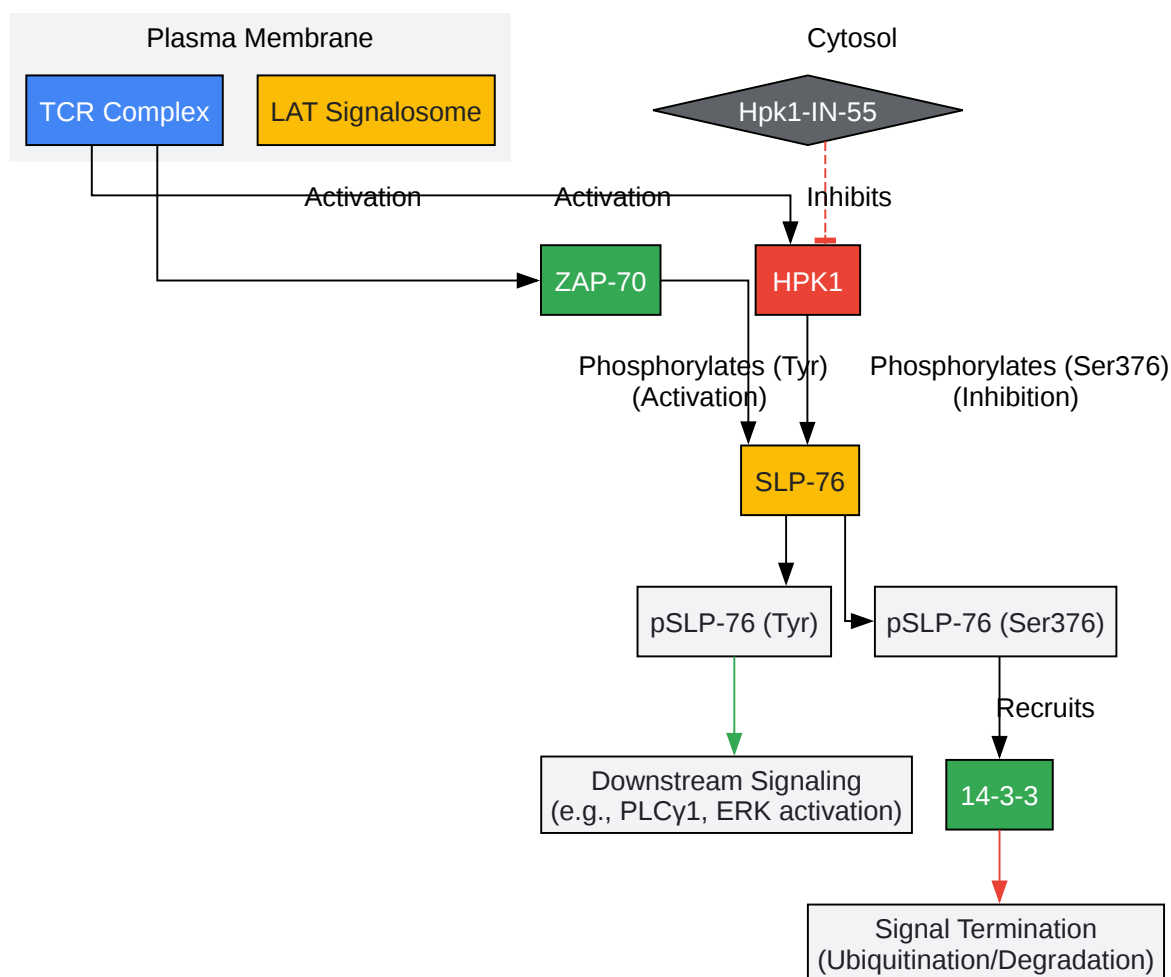 Plasma Membrane
Cytosol
TCR Complex
LAT Signalosome
Hpk1-IN-55
Activation
Activation
Inhibits
ZAP-70
HPK1
Phosphorylates (Tyr)
(Activation)
Phosphorylates (Ser376)
(Inhibition)
SLP-76
pSLP-76 (Tyr)
pSLP-76 (Ser376)
Recruits
Downstream Signaling
(e.g., PLCγ1, ERK activation)
14-3-3
Signal Termination
(Ubiquitination/Degradation)